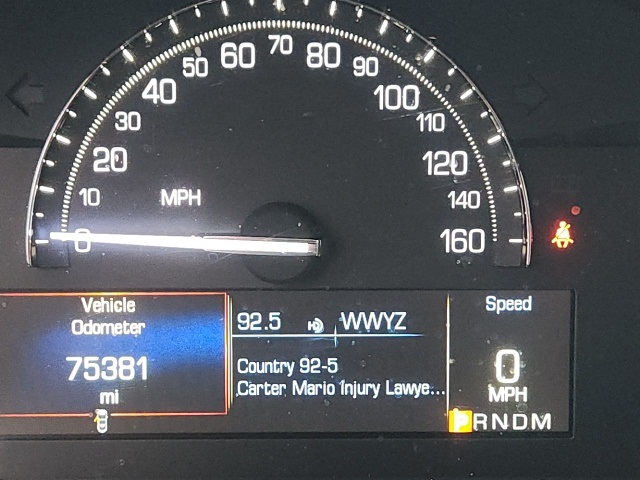 70
60 80
50 90
40 100
30 110
20 120
10 MPH 140
0 160
Vehicle
Odometer
75381
mi
92.5 WWYZ
Country 92-5
Carter Mario Injury Lawye...
Speed
0
MPH
PRNDM